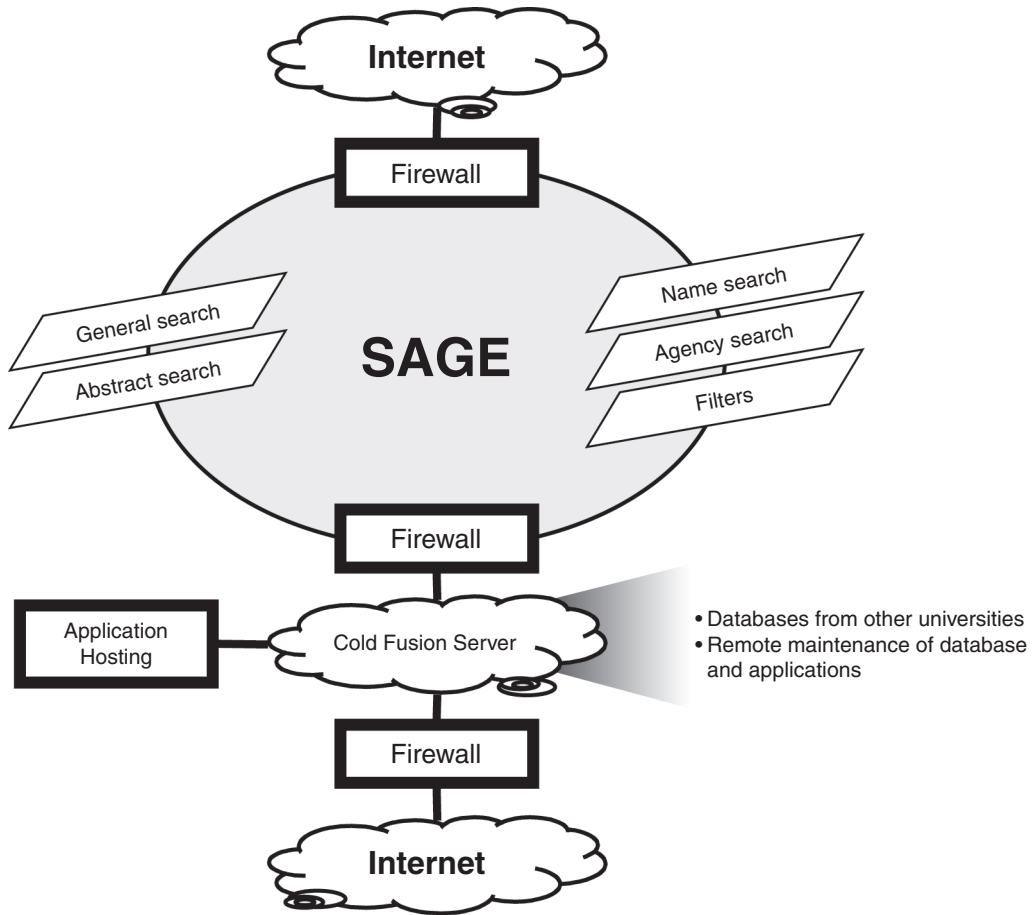 Internet
Firewall
General search
Abstract search
SAGE
Name search
Agency search
Filters
Firewall
Application
Hosting
Cold Fusion Server
• Databases from other universities
• Remote maintenance of database
and applications
Firewall
Internet